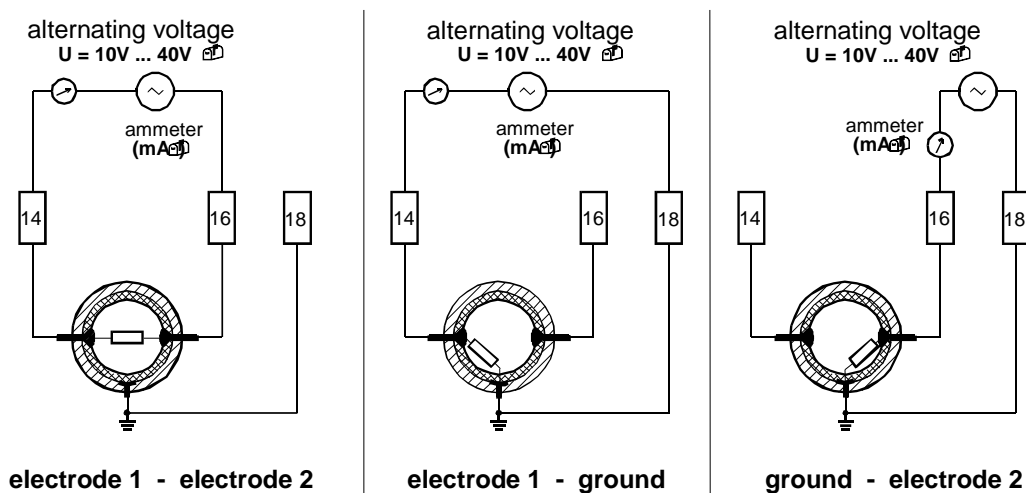 alternating voltage
U = 10V ... 40V
ammeter
(mA)
14
16
18
electrode 1 - electrode 2
alternating voltage
U = 10V ... 40V
ammeter
(mA)
14
16
18
electrode 1 - ground
alternating voltage
U = 10V ... 40V
ammeter
(mA)
14
16
18
ground - electrode 2